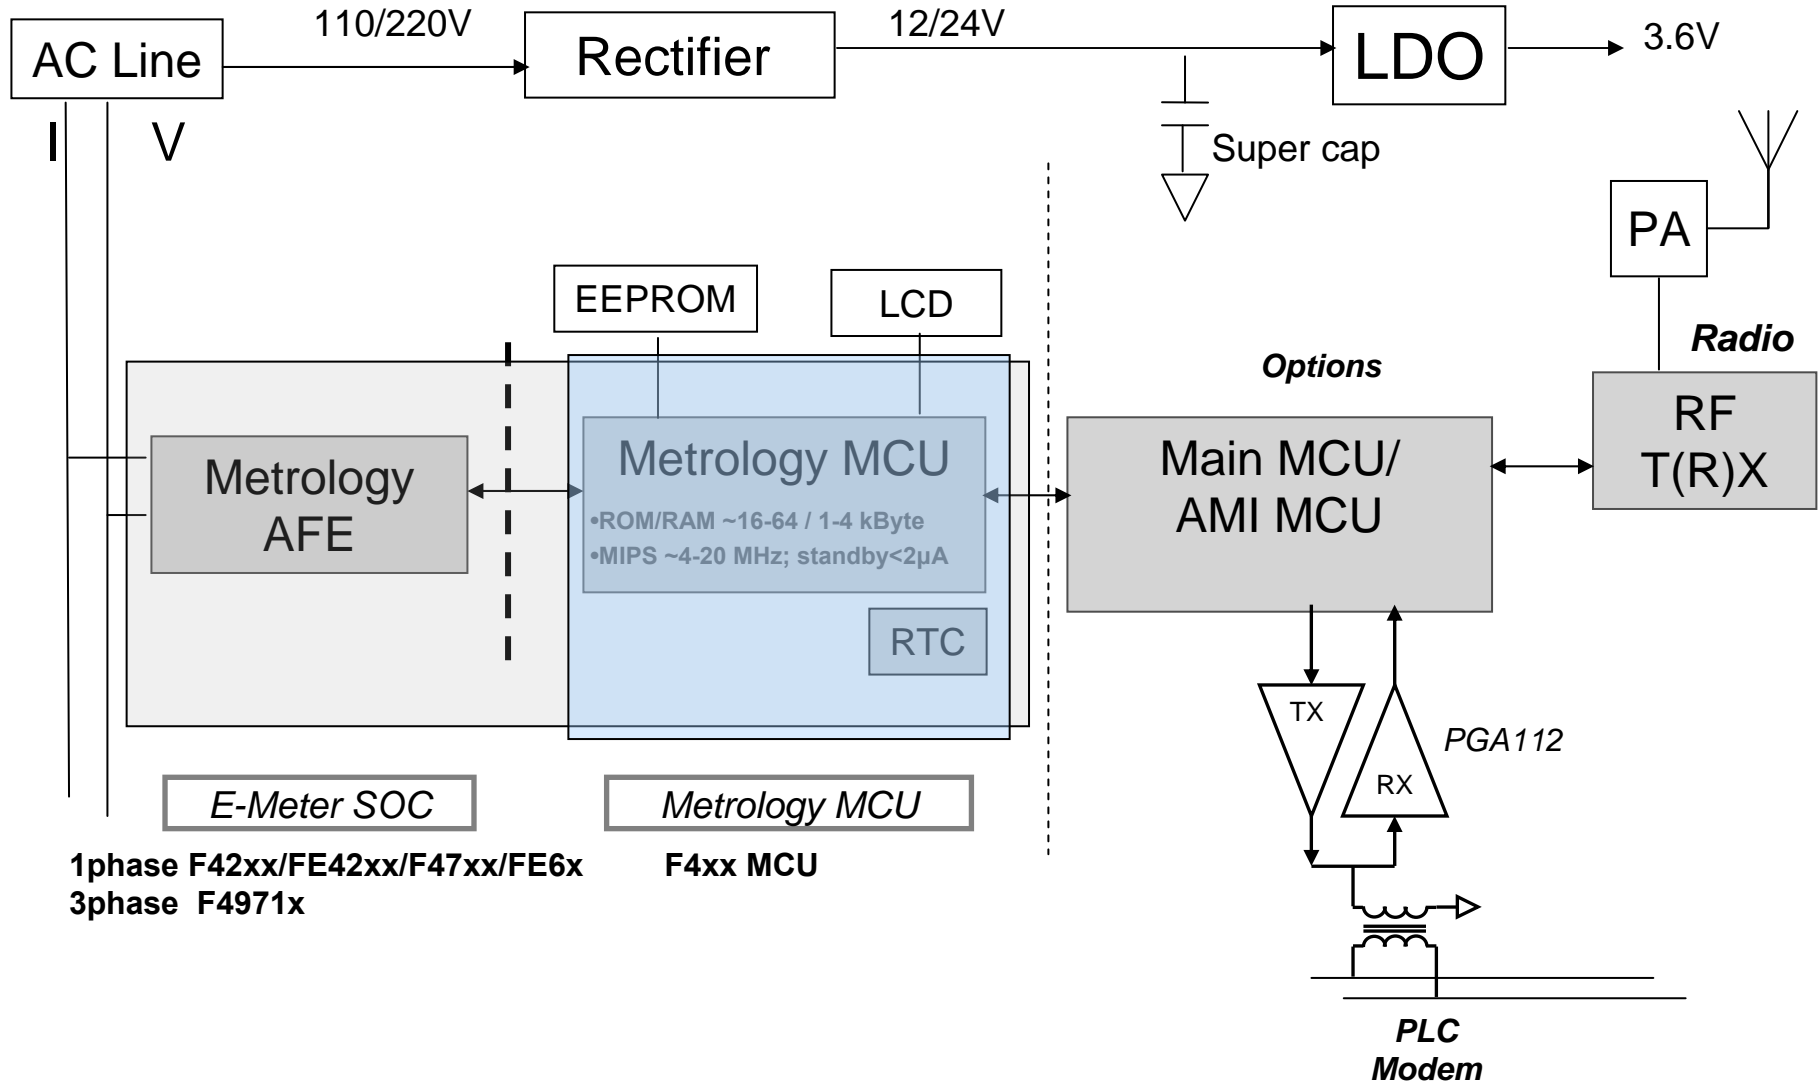 110/220V
12/24V
3.6V
AC Line
Rectifier
LDO
I
V
Super cap
PA
EEPROM
LCD
Radio
Options
RF
T(R)X
Metrology
AFE
Metrology MCU
•ROM/RAM ~16-64 / 1-4 kByte
•MIPS ~4-20 MHz; standby<2µA
RTC
Main MCU/
AMI MCU
TX
RX
PGA112
E-Meter SOC
Metrology MCU
1phase F42xx/FE42xx/F47xx/FE6x
3phase F4971x
F4xx MCU
PLC
Modem